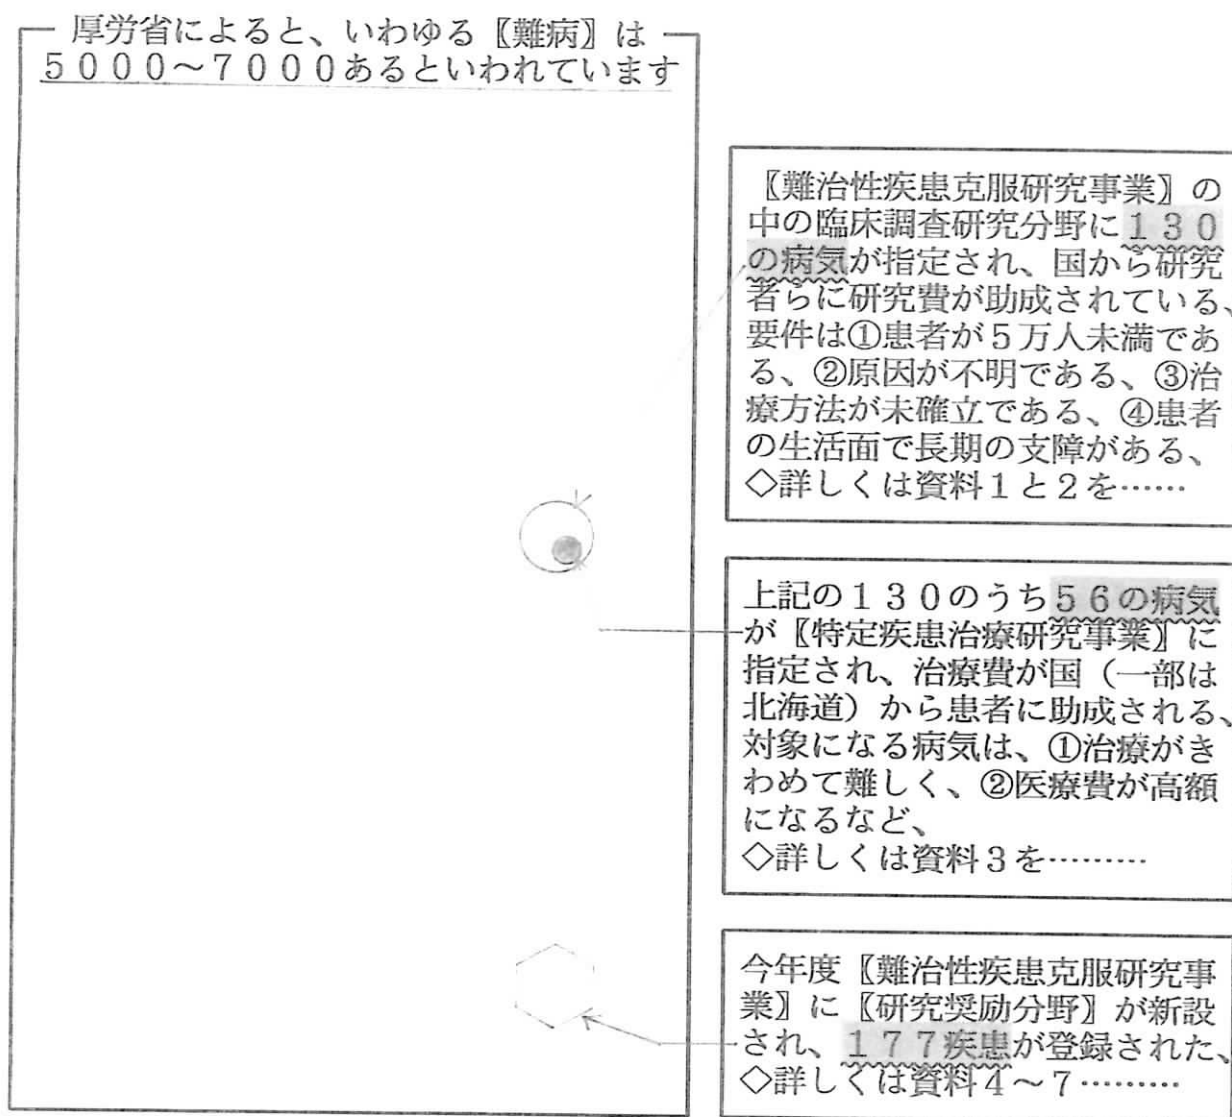 厚労省によると、いわゆる〖難病〗は
５０００～７０００あるといわれています
〖難治性疾患克服研究事業〗の
中の臨床調査研究分野に１３０
の病気が指定され、国から研究
者らに研究費が助成されている、
要件は①患者が５万人未満であ
る、②原因が不明である、③治
療方法が未確立である、④患者
の生活面で長期の支障がある、
◇詳しくは資料１と２を……
上記の１３０のうち５６の病気
が〖特定疾患治療研究事業〗に
指定され、治療費が国（一部は
北海道）から患者に助成される、
対象になる病気は、①治療がき
わめて難しく、②医療費が高額
になるなど、
◇詳しくは資料３を………
今年度〖難治性疾患克服研究事
業〗に〖研究奨励分野〗が新設
され、１７７疾患が登録された、
◇詳しくは資料４～７………